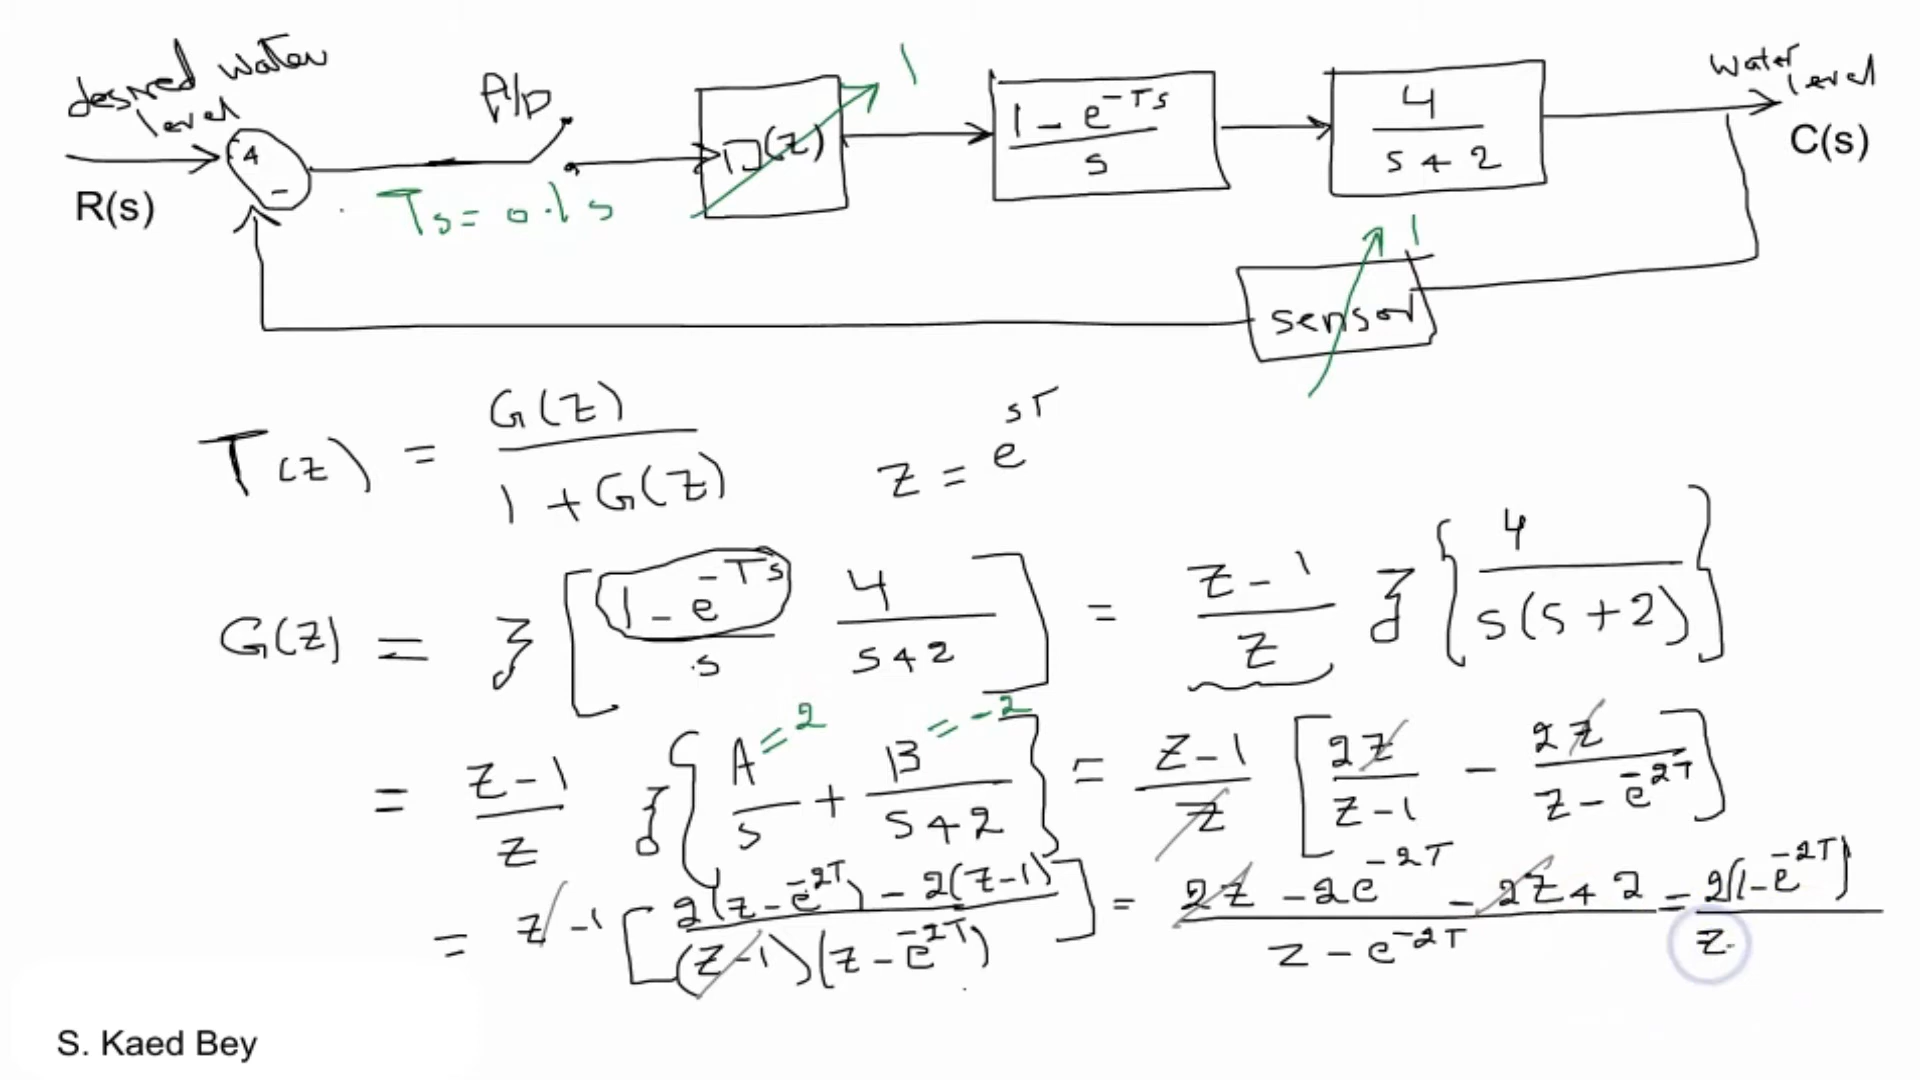 desired water level
A/D
1
Water level
R(s)
+
-
Ts = 0.1 s
D(z)
1 - e^-Ts / s
4 / s + 2
C(s)
1
sensor
T(z) = G(z) / 1 + G(z)
z = e^sT
G(z) = ʒ [ 1 - e^-Ts / s 4 / s + 2 ] = z - 1 / z ʒ { 4 / s(s + 2) }
= z - 1 / z ʒ { A = 2 / s + B = -2 / s + 2 } = z - 1 / z [ 2z / z - 1 - 2z / z - e^-2T ]
= z - 1 [ 2(z - e^-2T) - 2(z - 1) / (z - 1)(z - e^-2T) ] = 2z - 2e^-2T - 2z + 2 / z - e^-2T = 2(1 - e^-2T) / z -
S. Kaed Bey